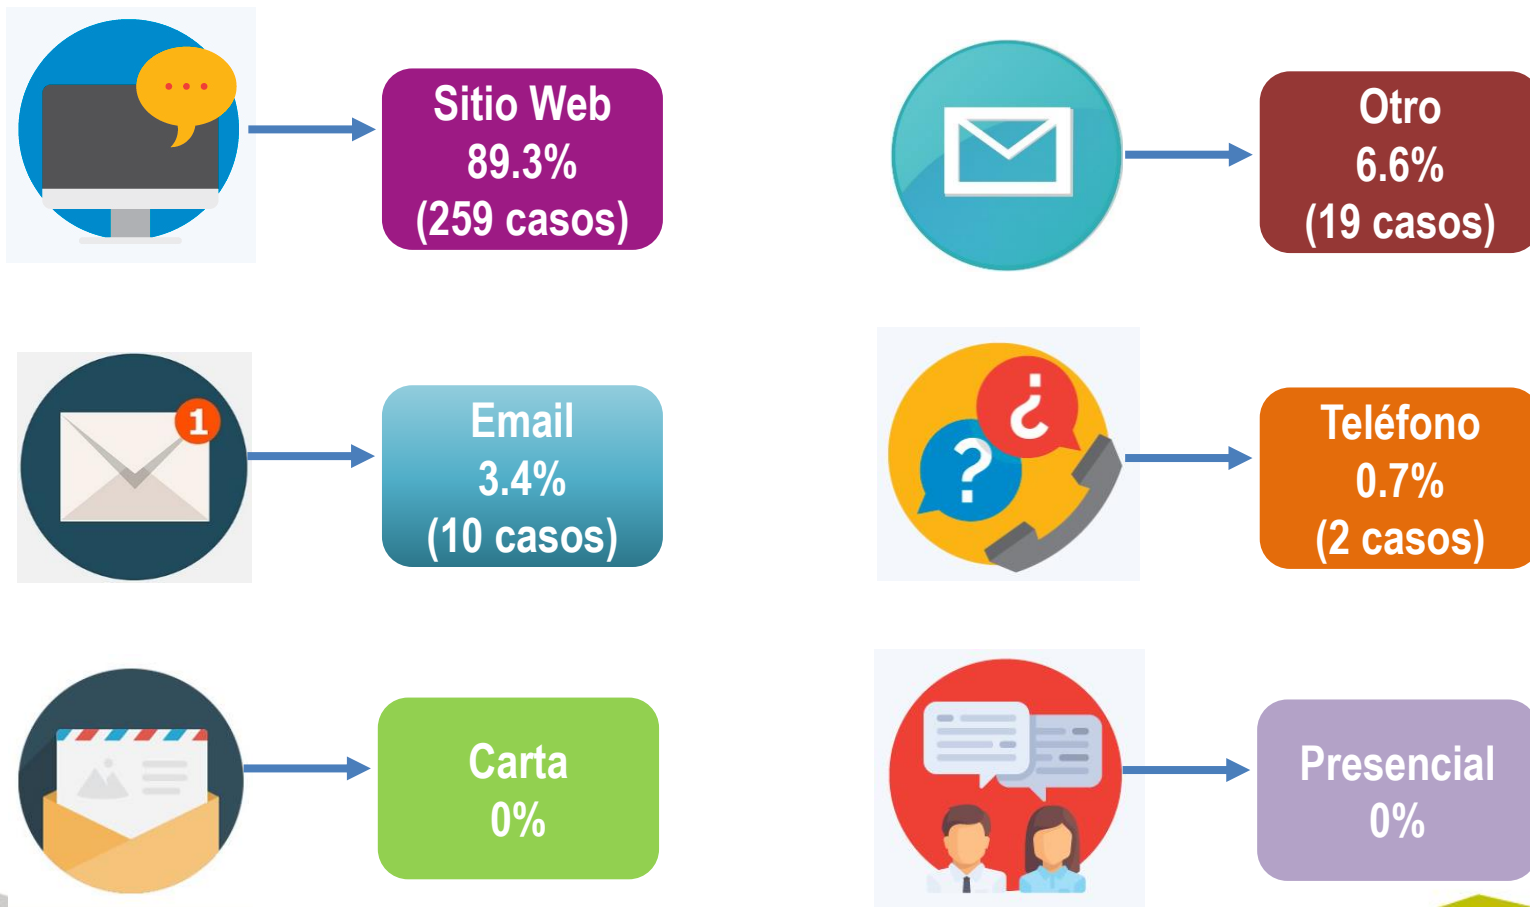 Sitio Web
89.3%
(259 casos)
Otro
6.6%
(19 casos)
1
Email
3.4%
(10 casos)
?
¿
Teléfono
0.7%
(2 casos)
Carta
0%
Presencial
0%